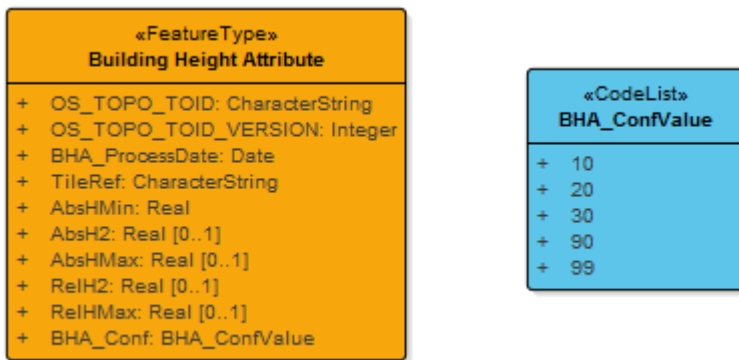 «FeatureType»
Building Height Attribute
+ OS_TOPO_TOID: CharacterString
+ OS_TOPO_TOID_VERSION: Integer
+ BHA_ProcessDate: Date
+ TileRef: CharacterString
+ AbsHMin: Real
+ AbsH2: Real [0..1]
+ AbsHMax: Real [0..1]
+ RelH2: Real [0..1]
+ RelHMax: Real [0..1]
+ BHA_Conf: BHA_ConfValue
«CodeList»
BHA_ConfValue
+ 10
+ 20
+ 30
+ 90
+ 99